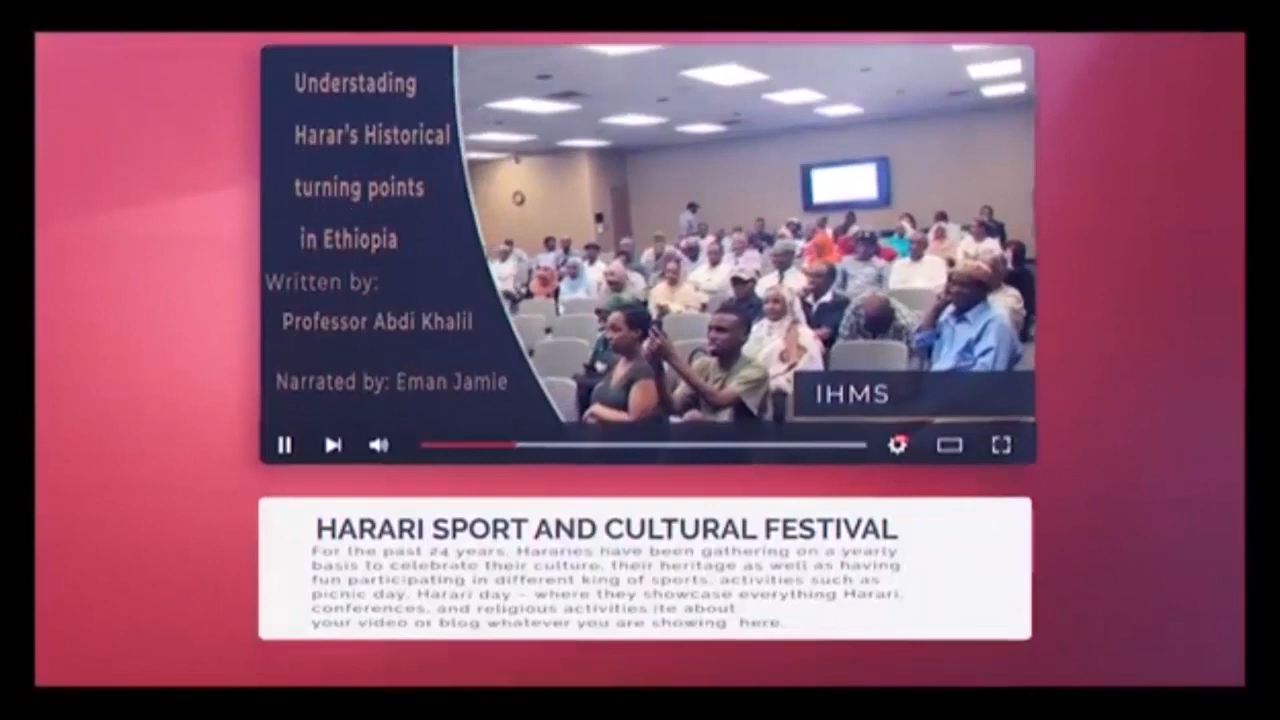 Understading
Harar's Historical
turning points
in Ethiopia
Written by:
Professor Abdi Khalil
Narrated by: Eman Jamie
IHMS
HARARI SPORT AND CULTURAL FESTIVAL
For the past 24 years, Hararies have been gathering on a yearly
basis to celebrate their culture, their heritage as well as having
fun participating in different king of sports, activities such as
picnic day, Harari day – where they showcase everything Harari,
conferences, and religious activities ite about
your video or blog whatever you are showing here.